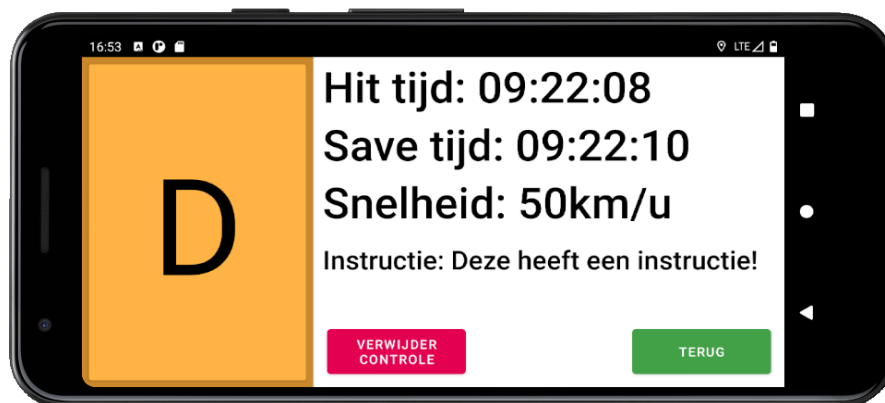 16:53
LTE
D
Hit tijd: 09:22:08
Save tijd: 09:22:10
Snelheid: 50km/u
Instructie: Deze heeft een instructie!
VERWIJDER
CONTROLE
TERUG